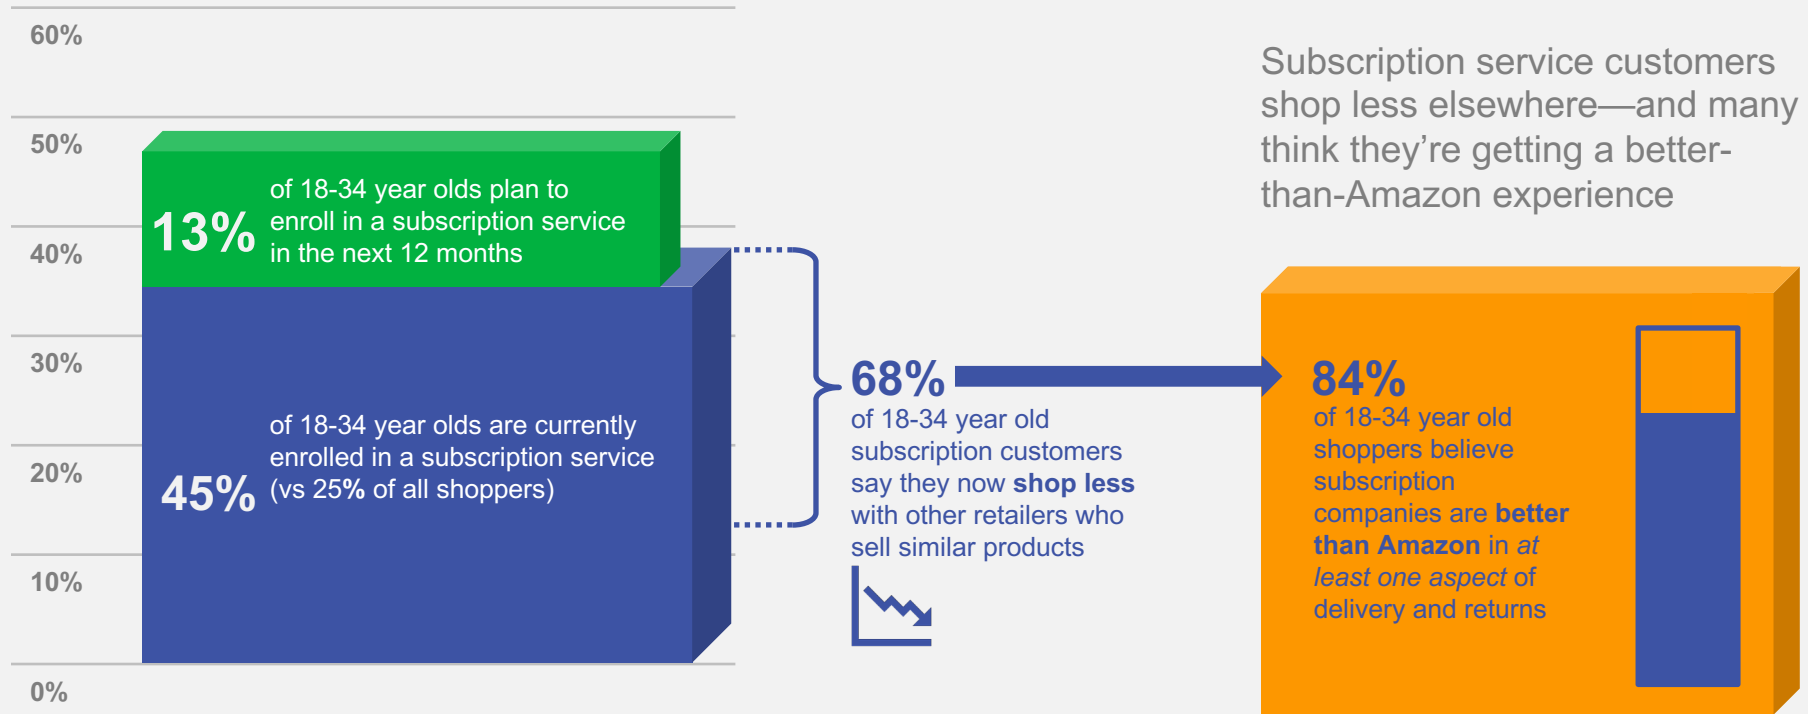 60%
50%
40%
30%
20%
10%
0%
13%
of 18-34 year olds plan to
enroll in a subscription service
in the next 12 months
45%
of 18-34 year olds are currently
enrolled in a subscription service
(vs 25% of all shoppers)
68%
of 18-34 year old
subscription customers
say they now shop less
with other retailers who
sell similar products
Subscription service customers
shop less elsewhere—and many
think they’re getting a better-
than-Amazon experience
84%
of 18-34 year old
shoppers believe
subscription
companies are better
than Amazon in at
least one aspect of
delivery and returns